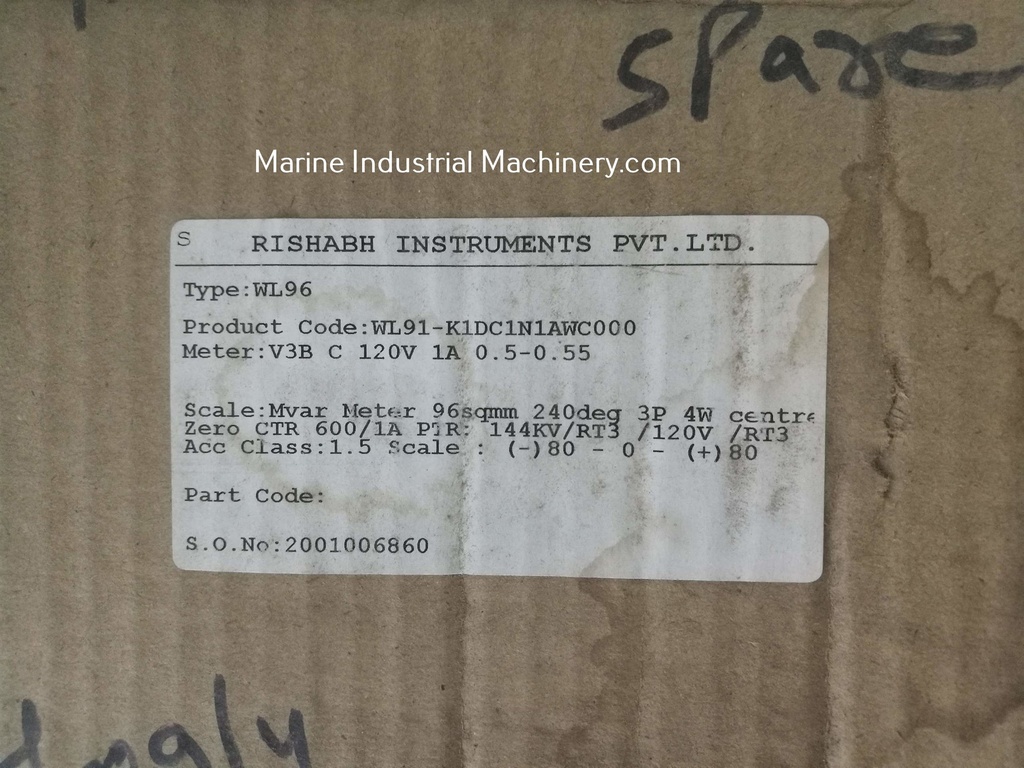 spare
Marine Industrial Machinery.com
S RISHABH INSTRUMENTS PVT.LTD.
Type:WL96
Product Code:WL91-K1DC1N1AWC000
Meter:V3B C 120V 1A 0.5-0.55
Scale:Mvar Meter 96sqmm 240deg 3P 4W centre
Zero CTR 600/1A PTR: 144KV/RT3 /120V /RT3
Acc Class:1.5 Scale : (-)80 - 0 - (+)80
Part Code:
S.O.No:2001006860